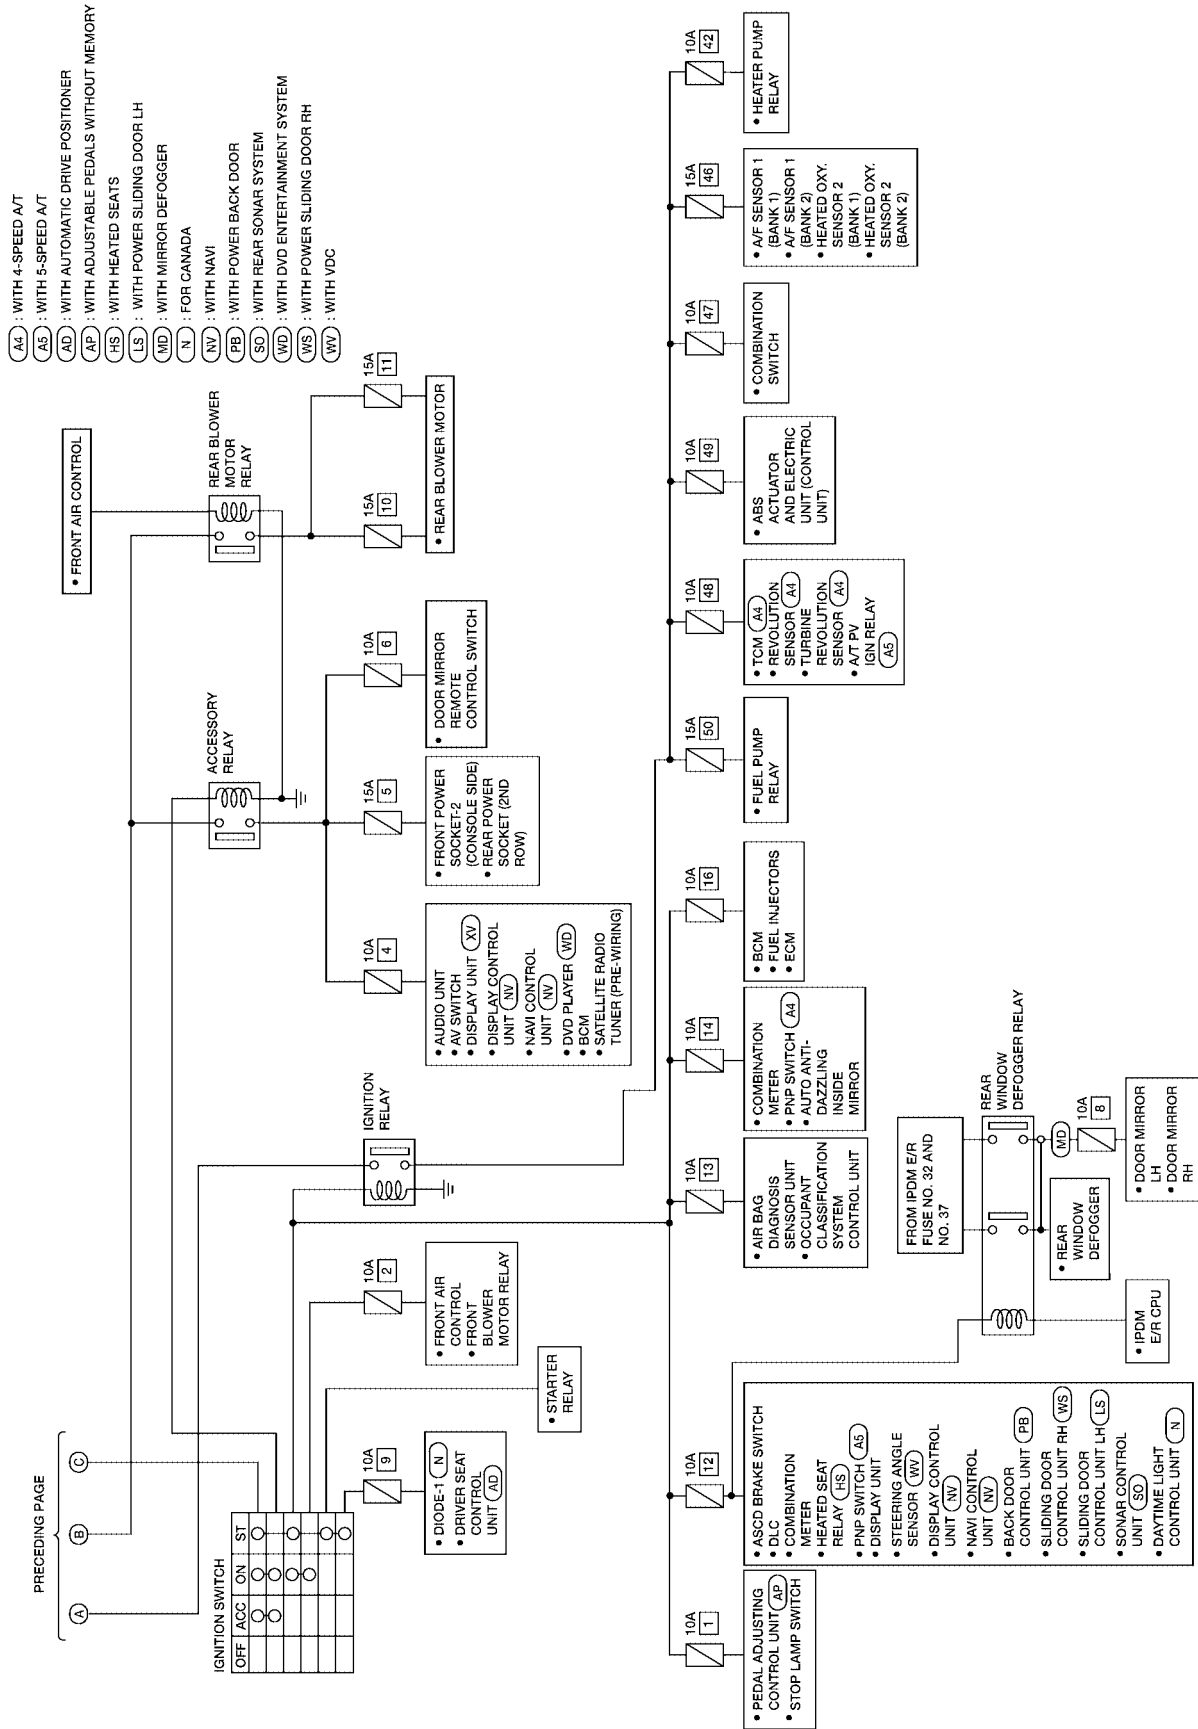 PRECEDING PAGE
A
B
C
IGNITION SWITCH
OFF ACC ON ST
10A
9
• DIODE-1 N
• DRIVER SEAT
CONTROL
UNIT AD
• STARTER
RELAY
10A
2
• FRONT AIR
CONTROL
• FRONT
BLOWER
MOTOR RELAY
IGNITION
RELAY
10A
4
• AUDIO UNIT
• AV SWITCH
• DISPLAY UNIT XV
• DISPLAY CONTROL
UNIT NV
• NAVI CONTROL
UNIT NV
• DVD PLAYER WD
• BCM
• SATELLITE RADIO
TUNER (PRE-WIRING)
ACCESSORY
RELAY
15A
5
• FRONT POWER
SOCKET-2
(CONSOLE SIDE)
• REAR POWER
SOCKET (2ND
ROW)
10A
6
• DOOR MIRROR
REMOTE
CONTROL SWITCH
• FRONT AIR CONTROL
REAR BLOWER
MOTOR
RELAY
15A
10
15A
11
• REAR BLOWER MOTOR
A4 : WITH 4-SPEED A/T
A5 : WITH 5-SPEED A/T
AD : WITH AUTOMATIC DRIVE POSITIONER
AP : WITH ADJUSTABLE PEDALS WITHOUT MEMORY
HS : WITH HEATED SEATS
LS : WITH POWER SLIDING DOOR LH
MD : WITH MIRROR DEFOGGER
N : FOR CANADA
NV : WITH NAVI
PB : WITH POWER BACK DOOR
SO : WITH REAR SONAR SYSTEM
WD : WITH DVD ENTERTAINMENT SYSTEM
WS : WITH POWER SLIDING DOOR RH
WV : WITH VDC
10A
1
• PEDAL ADJUSTING
CONTROL UNIT AP
• STOP LAMP SWITCH
10A
12
• ASCD BRAKE SWITCH
• DLC
• COMBINATION
METER
• HEATED SEAT
RELAY HS
• PNP SWITCH A5
• DISPLAY UNIT
• STEERING ANGLE
SENSOR WV
• DISPLAY CONTROL
UNIT NV
• NAVI CONTROL
UNIT NV
• BACK DOOR
CONTROL UNIT PB
• SLIDING DOOR
CONTROL UNIT RH WS
• SLIDING DOOR
CONTROL UNIT LH LS
• SONAR CONTROL
UNIT SO
• DAYTIME LIGHT
CONTROL UNIT N
10A
13
• AIR BAG
DIAGNOSIS
SENSOR UNIT
• OCCUPANT
CLASSIFICATION
SYSTEM
CONTROL UNIT
10A
14
• COMBINATION
METER
• PNP SWITCH A4
• AUTO ANTI-
DAZZLING
INSIDE
MIRROR
10A
16
• BCM
• FUEL INJECTORS
• ECM
FROM IPDM E/R
FUSE NO. 32 AND
NO. 37
REAR
WINDOW
DEFOGGER RELAY
• IPDM
E/R CPU
• REAR
WINDOW
DEFOGGER
MD
10A
8
• DOOR MIRROR
LH
• DOOR MIRROR
RH
15A
50
• FUEL PUMP
RELAY
10A
48
• TCM A4
• REVOLUTION
SENSOR A4
• TURBINE
REVOLUTION
SENSOR A4
• A/T PV
IGN RELAY
A5
10A
49
• ABS
ACTUATOR
AND ELECTRIC
UNIT (CONTROL
UNIT)
10A
47
• COMBINATION
SWITCH
15A
46
• A/F SENSOR 1
(BANK 1)
• A/F SENSOR 1
(BANK 2)
• HEATED OXY.
SENSOR 2
(BANK 1)
• HEATED OXY.
SENSOR 2
(BANK 2)
10A
42
• HEATER PUMP
RELAY